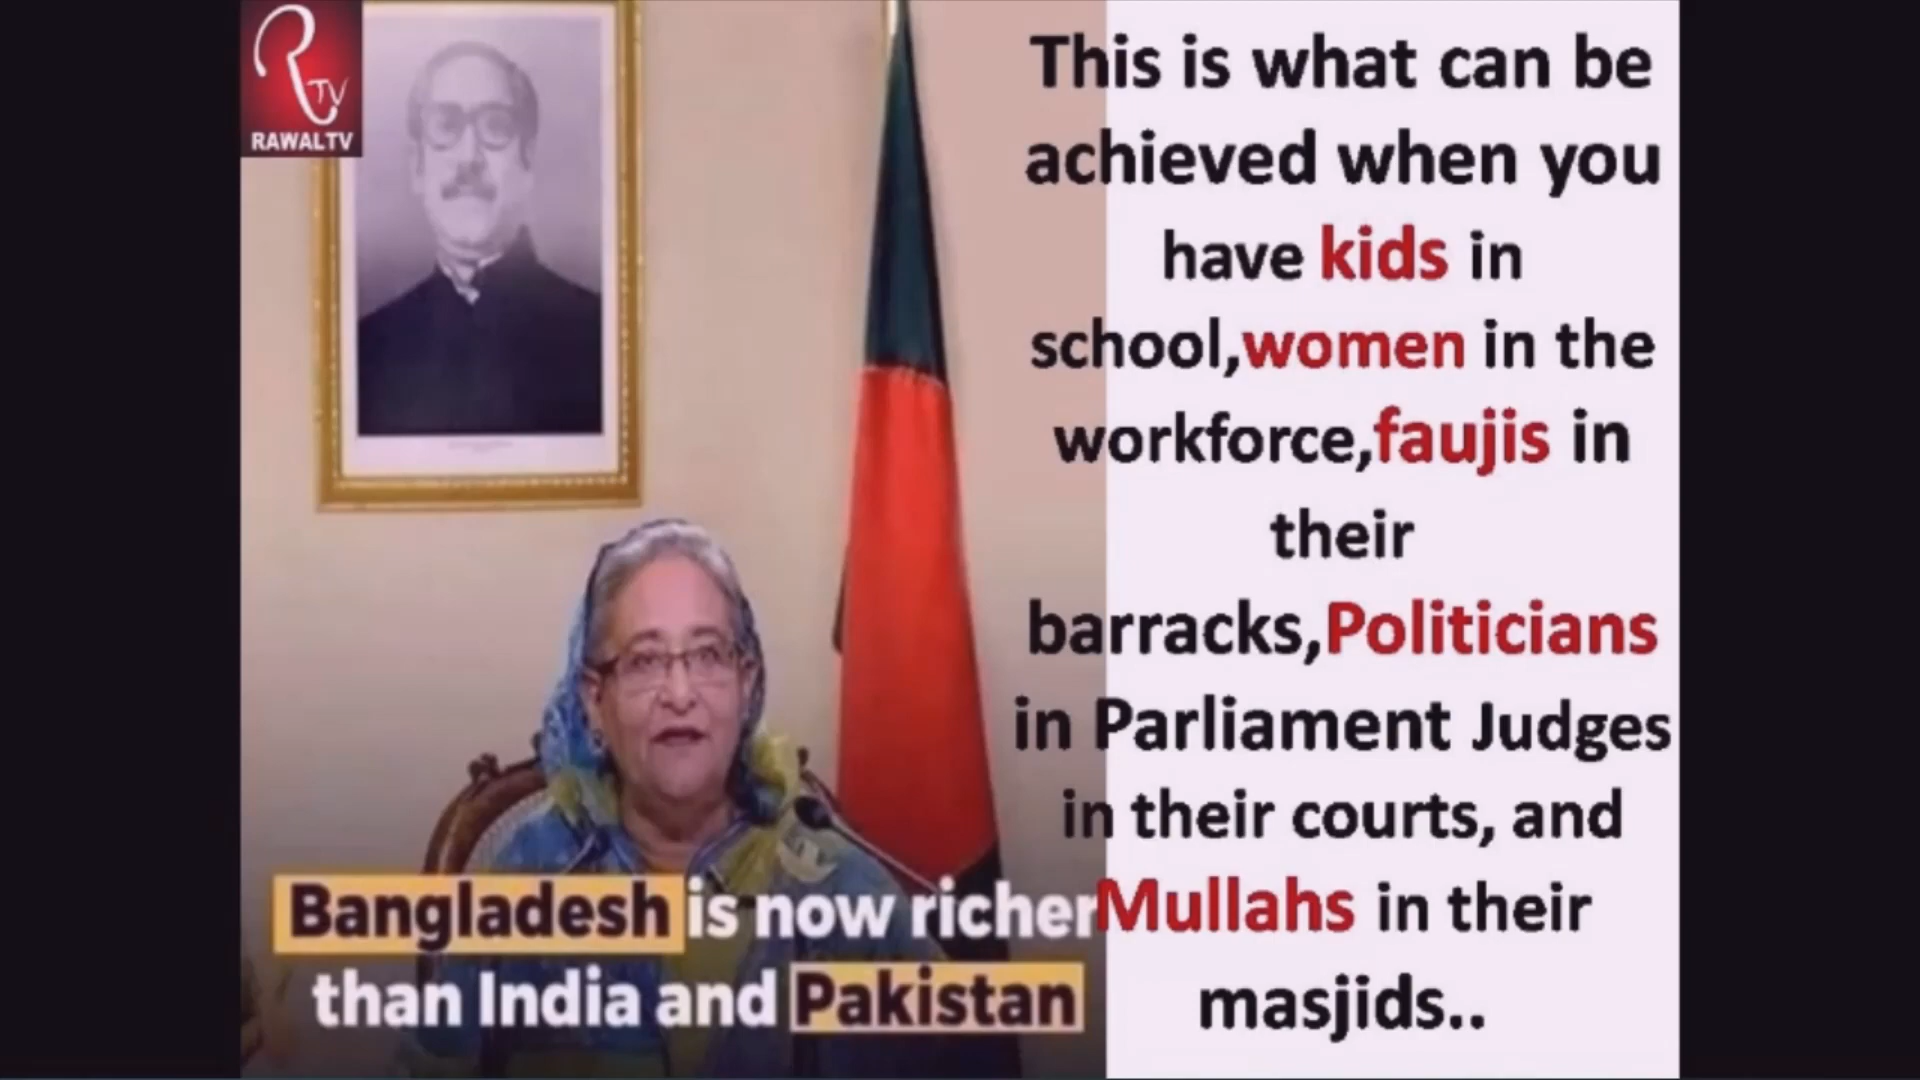 R
TV
RAWALTV
Bangladesh is now richer
than India and Pakistan
This is what can be
achieved when you
have kids in
school,women in the
workforce,faujis in
their
barracks,Politicians
in Parliament Judges
in their courts, and
Mullahs in their
masjids..